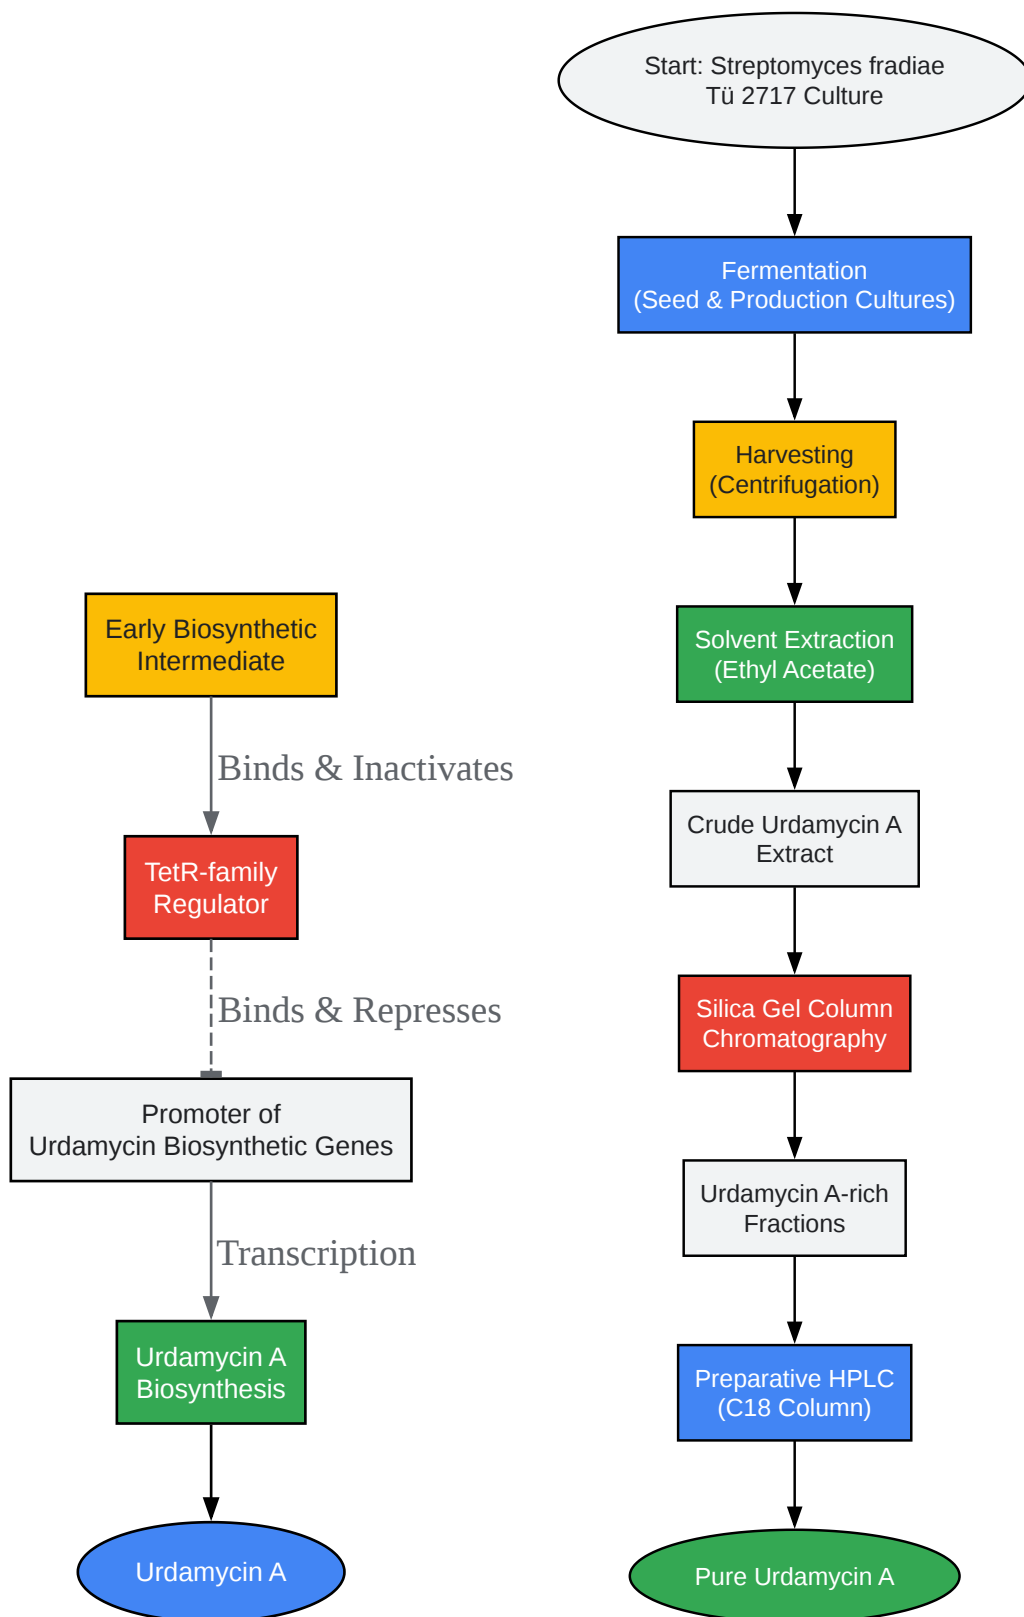 Early Biosynthetic
Intermediate
Binds & Inactivates
TetR-family
Regulator
Binds & Represses
Promoter of
Urdamycin Biosynthetic Genes
Transcription
Urdamycin A
Biosynthesis
Urdamycin A
Start: Streptomyces fradiae
Tü 2717 Culture
Fermentation
(Seed & Production Cultures)
Harvesting
(Centrifugation)
Solvent Extraction
(Ethyl Acetate)
Crude Urdamycin A
Extract
Silica Gel Column
Chromatography
Urdamycin A-rich
Fractions
Preparative HPLC
(C18 Column)
Pure Urdamycin A